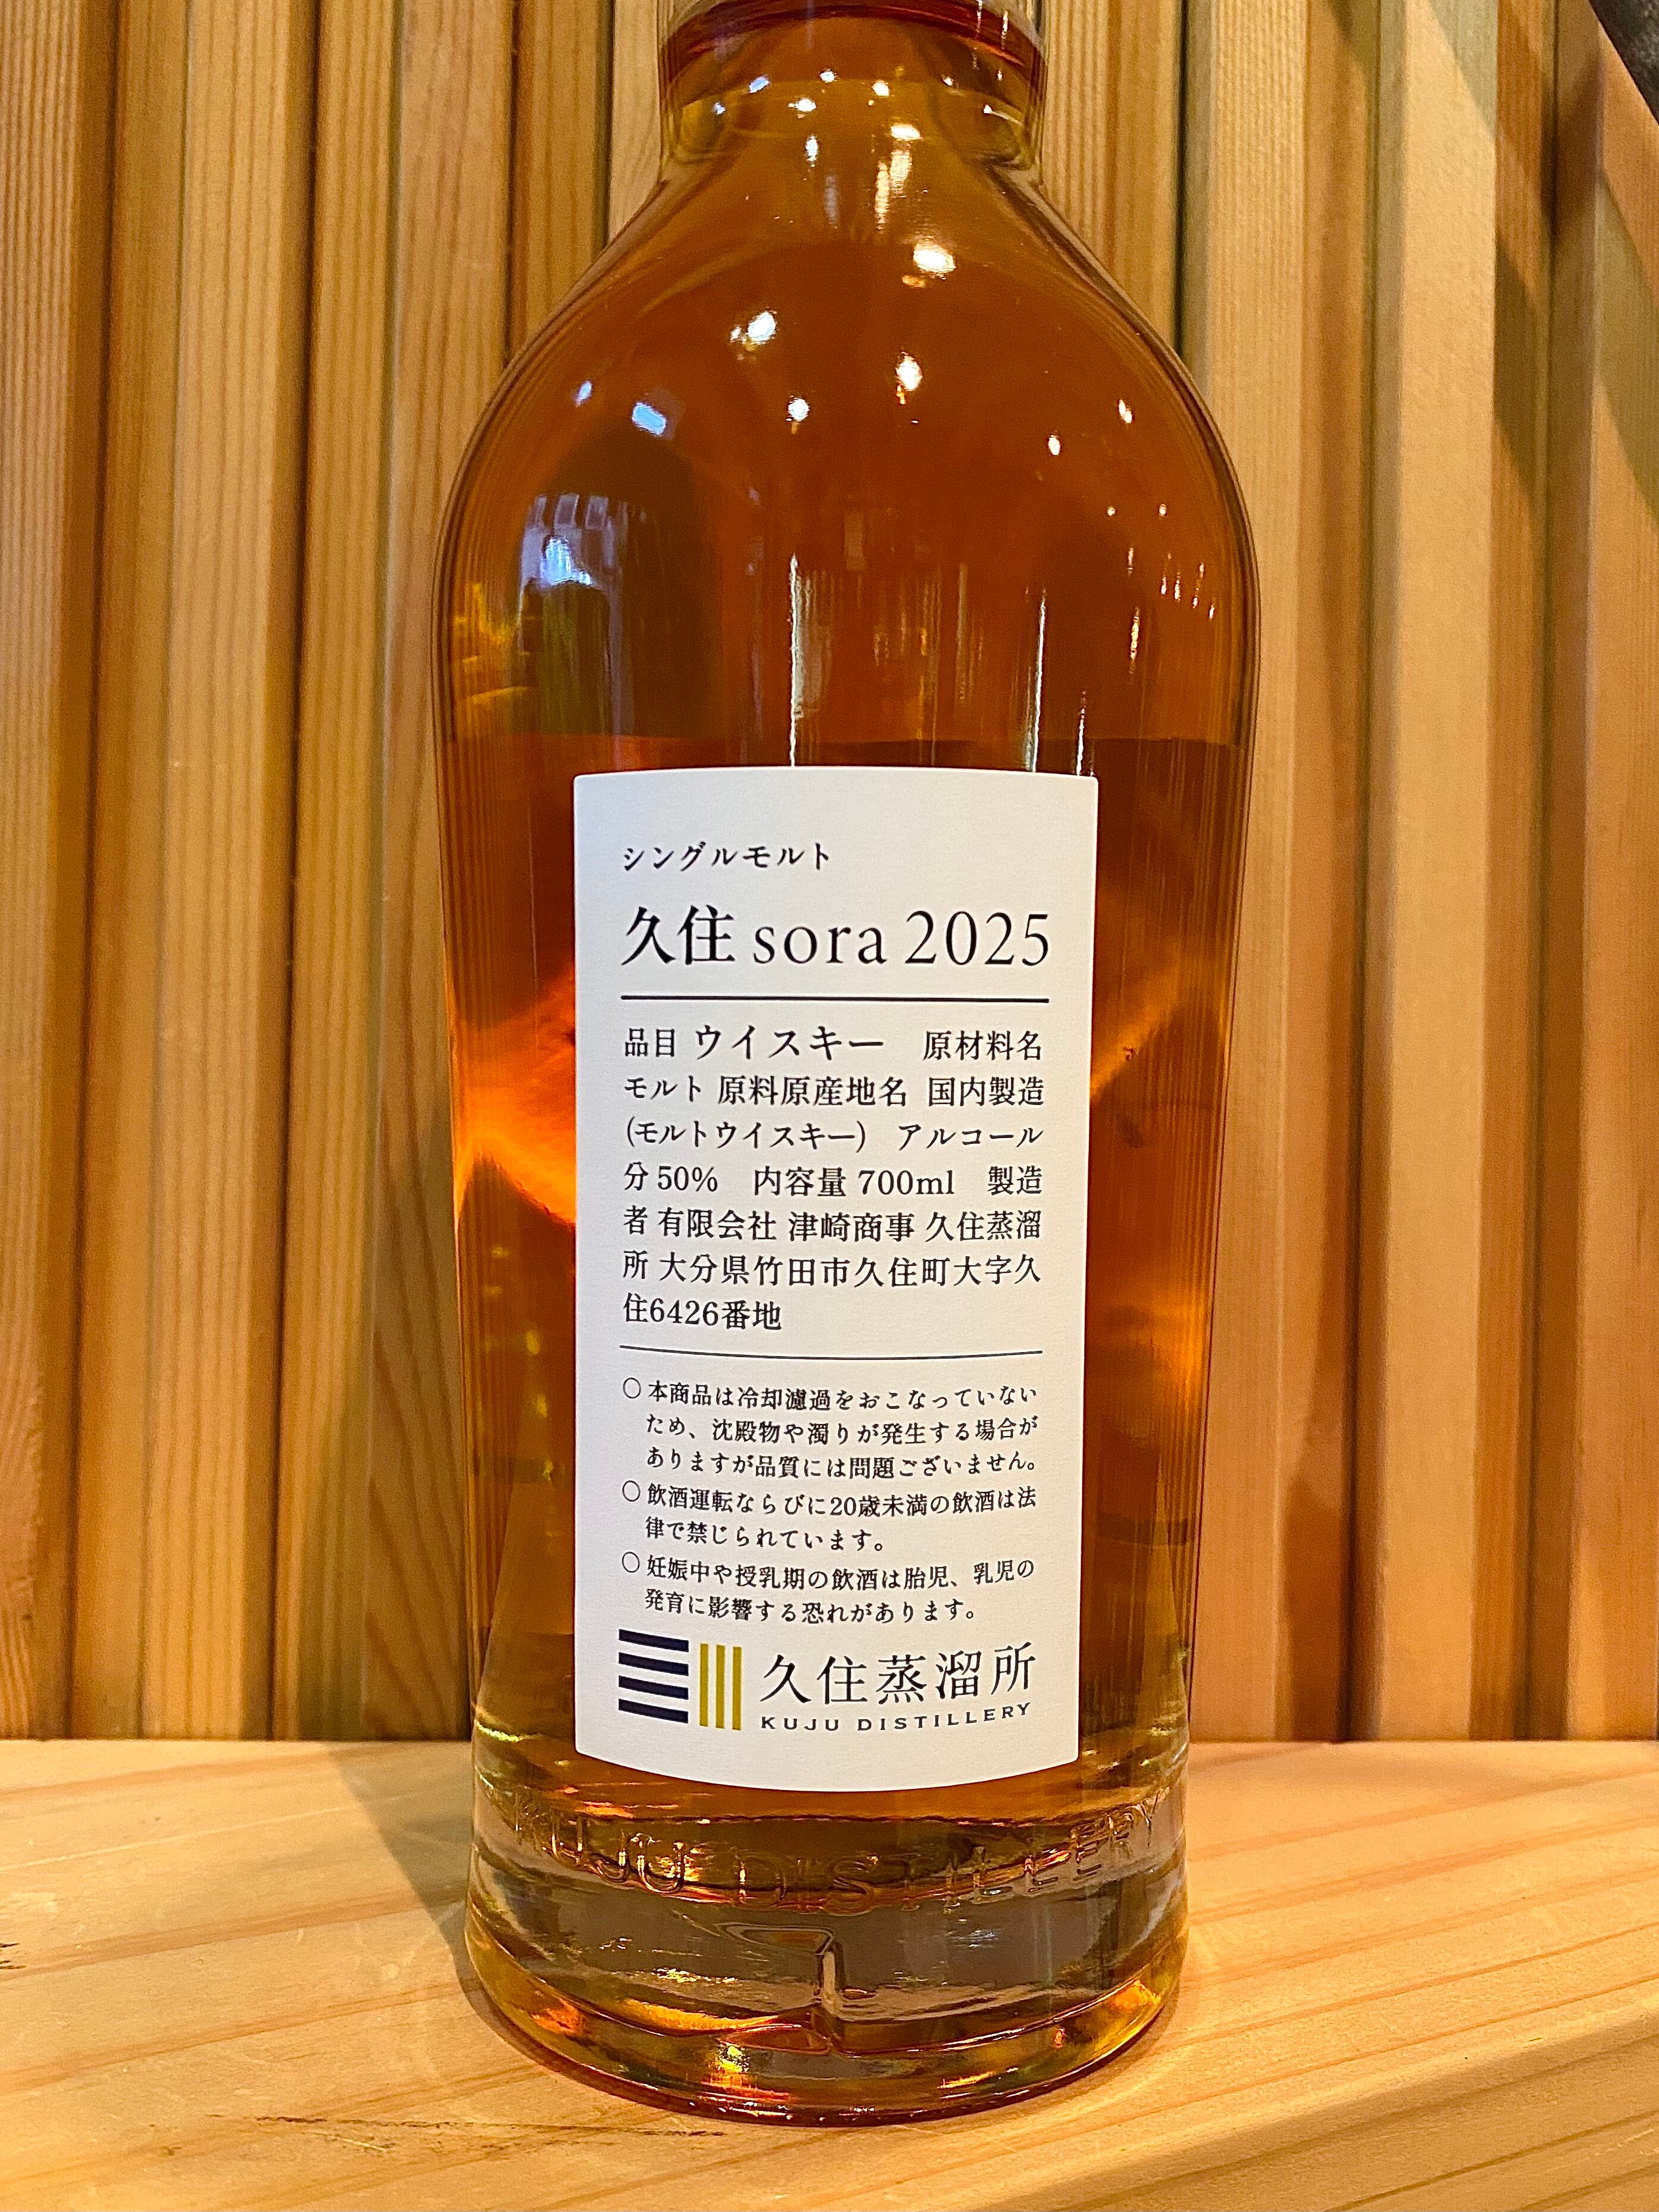 シングルモルト
久住 sora 2025
品目 ウイスキー　原材料名
モルト 原料原産地名 国内製造
(モルトウイスキー)　アルコール
分 50%　内容量 700ml　製造
者 有限会社 津崎商事 久住蒸溜
所 大分県竹田市久住町大字久
住6426番地
○ 本商品は冷却濾過をおこなっていない
ため、沈殿物や濁りが発生する場合が
ありますが品質には問題ございません。
○ 飲酒運転ならびに20歳未満の飲酒は法
律で禁じられています。
○ 妊娠中や授乳期の飲酒は胎児、乳児の
発育に影響する恐れがあります。
久住蒸溜所
KUJU DISTILLERY
KUJU DISTILLERY